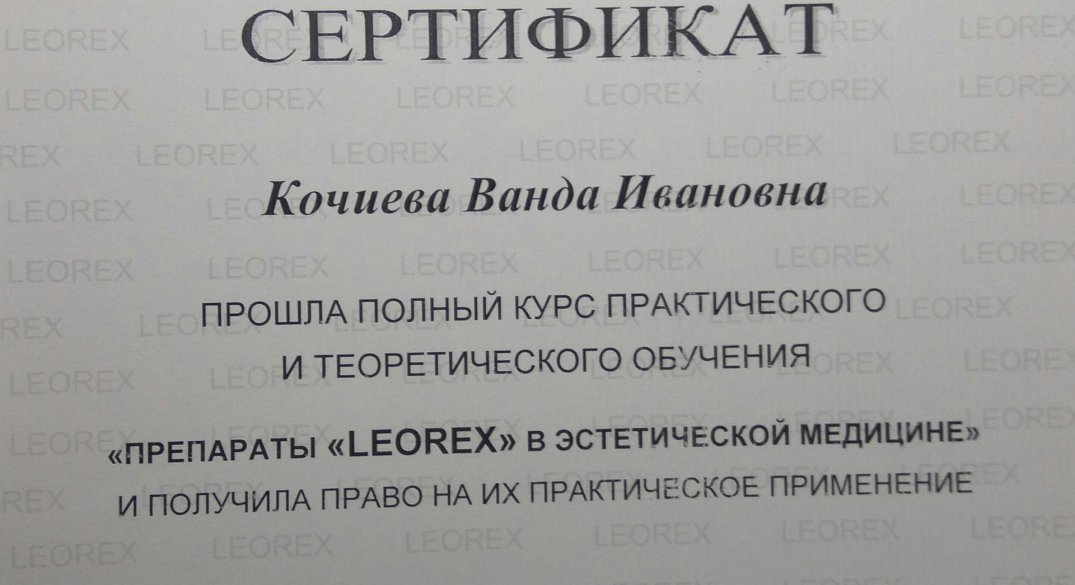 СЕРТИФИКАТ
Кочиева Ванда Ивановна
ПРОШЛА ПОЛНЫЙ КУРС ПРАКТИЧЕСКОГО
И ТЕОРЕТИЧЕСКОГО ОБУЧЕНИЯ
«ПРЕПАРАТЫ «LEOREX» В ЭСТЕТИЧЕСКОЙ МЕДИЦИНЕ»
И ПОЛУЧИЛА ПРАВО НА ИХ ПРАКТИЧЕСКОЕ ПРИМЕНЕНИЕ